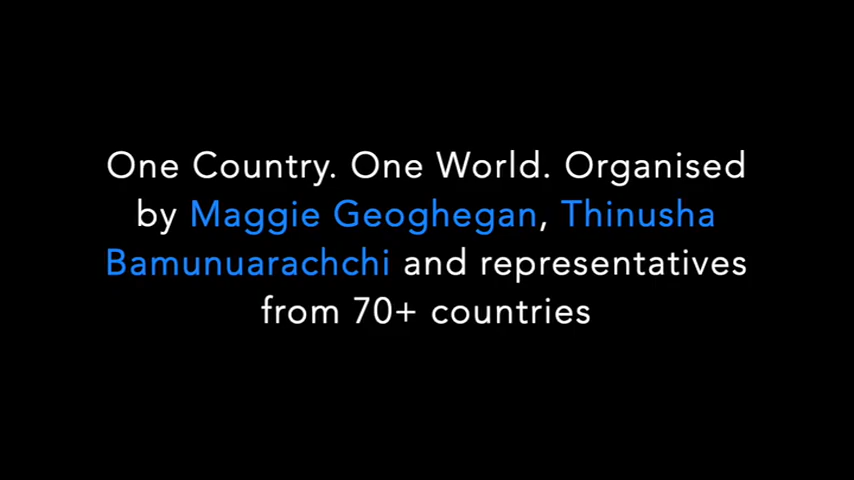 One Country. One World. Organised
by Maggie Geoghegan, Thinusha
Bamunuarachchi and representatives
from 70+ countries